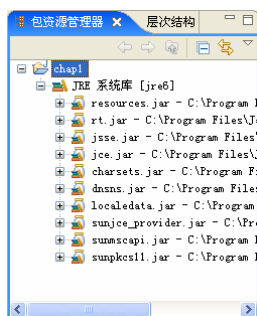 包资源管理器 层次结构
chap1
JRE 系统库 [jre6]
resources.jar - C:\Program F
rt.jar - C:\Program Files\J
jsse.jar - C:\Program Files\
jce.jar - C:\Program Files\J
charsets.jar - C:\Program Fi
dnsns.jar - C:\Program Files
localedata.jar - C:\Program
sunjce_provider.jar - C:\Pro
sunmscapi.jar - C:\Program F
sunpkcs11.jar - C:\Program F